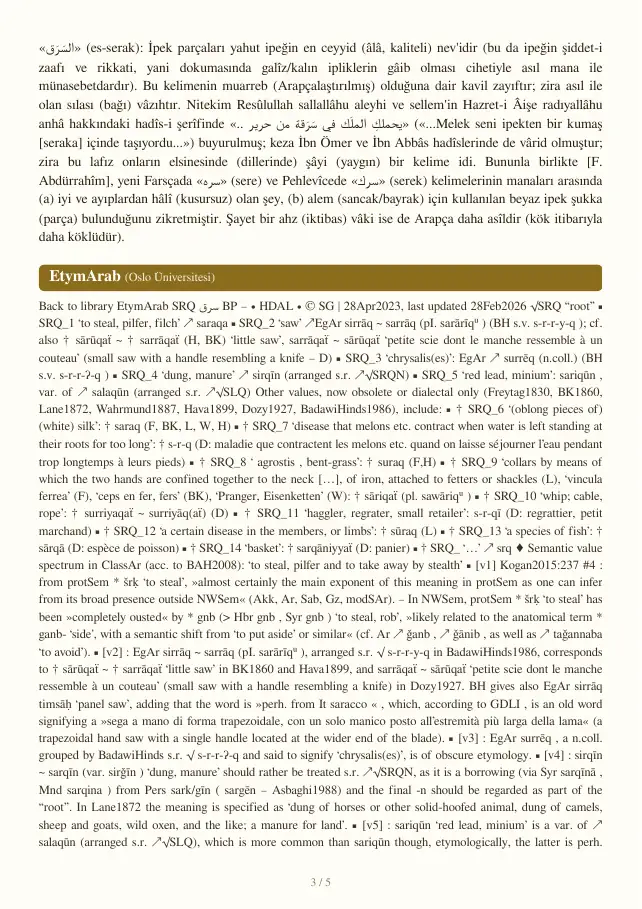 «السَرَق» (es-serak): İpek parçaları yahut ipeğin en ceyyid (âlâ, kaliteli) nev'idir (bu da ipeğin şiddet-i
zaafı ve rikkati, yani dokumasında galîz/kalın ipliklerin gâib olması cihetiyle asıl mana ile
münasebetdardır). Bu kelimenin muarreb (Arapçalaştırılmış) olduğuna dair kavil zayıftır; zira asıl ile
olan sılası (bağı) vâzıhtır. Nitekim Resûlullah sallallâhu aleyhi ve sellem'in Hazret-i Âişe radıyallâhu
anhâ hakkındaki hadîs-i şerîfinde «.. يحملكِ الملَك في سَرَقة من حرير» («...Melek seni ipekten bir kumaş
[seraka] içinde taşıyordu...») buyurulmuş; keza İbn Ömer ve İbn Abbâs hadîslerinde de vârid olmuştur;
zira bu lafız onların elsinesinde (dillerinde) şâyi (yaygın) bir kelime idi. Bununla birlikte [F.
Abdürrahîm], yeni Farsçada «سره» (sere) ve Pehlevîcede «سرك» (serek) kelimelerinin manaları arasında
(a) iyi ve ayıplardan hâlî (kusursuz) olan şey, (b) alem (sancak/bayrak) için kullanılan beyaz ipek şukka
(parça) bulunduğunu zikretmiştir. Şayet bir ahz (iktibas) vâki ise de Arapça daha asîldir (kök itibarıyla
daha köklüdür).
EtymArab (Oslo Üniversitesi)
Back to library EtymArab SRQ سرق BP – • HDAL • © SG | 28Apr2023, last updated 28Feb2026 √SRQ “root” ▪
SRQ_1 ‘to steal, pilfer, filch’ ↗ saraqa ▪ SRQ_2 ‘saw’ ↗EgAr sirrāq ~ sarrāq (pl. sarārīqᵘ ) (BH s.v. s-r-r-y-q ); cf.
also † sārūqaẗ ~ † sarrāqaẗ (H, BK) ‘little saw’, sarrāqaẗ ~ sārūqaẗ ‘petite scie dont le manche ressemble à un
couteau’ (small saw with a handle resembling a knife – D) ▪ SRQ_3 ‘chrysalis(es)’: EgAr ↗ surrēq (n.coll.) (BH
s.v. s-r-r-ʔ-q ) ▪ SRQ_4 ‘dung, manure’ ↗ sirqīn (arranged s.r. ↗√SRQN) ▪ SRQ_5 ‘red lead, minium’: sariqūn ,
var. of ↗ salaqūn (arranged s.r. ↗√SLQ) Other values, now obsolete or dialectal only (Freytag1830, BK1860,
Lane1872, Wahrmund1887, Hava1899, Dozy1927, BadawiHinds1986), include: ▪ † SRQ_6 ‘(oblong pieces of)
(white) silk’: † saraq (F, BK, L, W, H) ▪ † SRQ_7 ‘disease that melons etc. contract when water is left standing at
their roots for too long’: † s-r-q (D: maladie que contractent les melons etc. quand on laisse séjourner l’eau pendant
trop longtemps à leurs pieds) ▪ † SRQ_8 ‘ agrostis , bent-grass’: † suraq (F,H) ▪ † SRQ_9 ‘collars by means of
which the two hands are confined together to the neck […], of iron, attached to fetters or shackles (L), ‘vincula
ferrea’ (F), ‘ceps en fer, fers’ (BK), ‘Pranger, Eisenketten’ (W): † sāriqaẗ (pl. sawāriqᵘ ) ▪ † SRQ_10 ‘whip; cable,
rope’: † surriyaqaẗ ~ surriyāq(aẗ) (D) ▪ † SRQ_11 ‘haggler, regrater, small retailer’: s-r-qī (D: regrattier, petit
marchand) ▪ † SRQ_12 ‘a certain disease in the members, or limbs’: † sūraq (L) ▪ † SRQ_13 ‘a species of fish’: †
sārqā (D: espèce de poisson) ▪ † SRQ_14 ‘basket’: † sarqāniyyaẗ (D: panier) ▪ † SRQ_ ‘…’ ↗ srq ♦ Semantic value
spectrum in ClassAr (acc. to BAH2008): ‘to steal, pilfer and to take away by stealth’ ▪ [v1] Kogan2015:237 #4 :
from protSem * šrḳ ‘to steal’, »almost certainly the main exponent of this meaning in protSem as one can infer
from its broad presence outside NWSem« (Akk, Ar, Sab, Gz, modSAr). – In NWSem, protSem * šrḳ ‘to steal’ has
been »completely ousted« by * gnb (> Hbr gnb , Syr gnb ) ‘to steal, rob’, »likely related to the anatomical term *
ganb- ‘side’, with a semantic shift from ‘to put aside’ or similar« (cf. Ar ↗ ǧanb , ↗ ǧānib , as well as ↗ taǧannaba
‘to avoid’). ▪ [v2] : EgAr sirrāq ~ sarrāq (pl. sarārīqᵘ ), arranged s.r. √ s-r-r-y-q in BadawiHinds1986, corresponds
to † sārūqaẗ ~ † sarrāqaẗ ‘little saw’ in BK1860 and Hava1899, and sarrāqaẗ ~ sārūqaẗ ‘petite scie dont le manche
ressemble à un couteau’ (small saw with a handle resembling a knife) in Dozy1927. BH gives also EgAr sirrāq
timsāḥ ‘panel saw’, adding that the word is »perh. from It saracco « , which, according to GDLI , is an old word
signifying a »sega a mano di forma trapezoidale, con un solo manico posto all’estremità più larga della lama« (a
trapezoidal hand saw with a single handle located at the wider end of the blade). ▪ [v3] : EgAr surrēq , a n.coll.
grouped by BadawiHinds s.r. √ s-r-r-ʔ-q and said to signify ‘chrysalis(es)’, is of obscure etymology. ▪ [v4] : sirqīn
~ sarqīn (var. sirǧīn ) ‘dung, manure’ should rather be treated s.r. ↗√SRQN, as it is a borrowing (via Syr sarqīnā ,
Mnd sarqina ) from Pers sark/gīn ( sargēn – Asbaghi1988) and the final -n should be regarded as part of the
“root”. In Lane1872 the meaning is specified as ‘dung of horses or other solid-hoofed animal, dung of camels,
sheep and goats, wild oxen, and the like; a manure for land’. ▪ [v5] : sariqūn ‘red lead, minium’ is a var. of ↗
salaqūn (arranged s.r. ↗√SLQ), which is more common than sariqūn though, etymologically, the latter is perh.
3 / 5